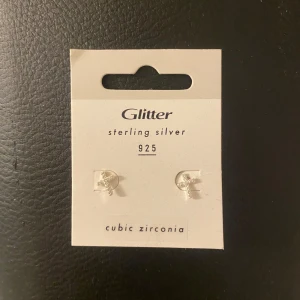 Glitter
sterling silver
925
cubic zirconia